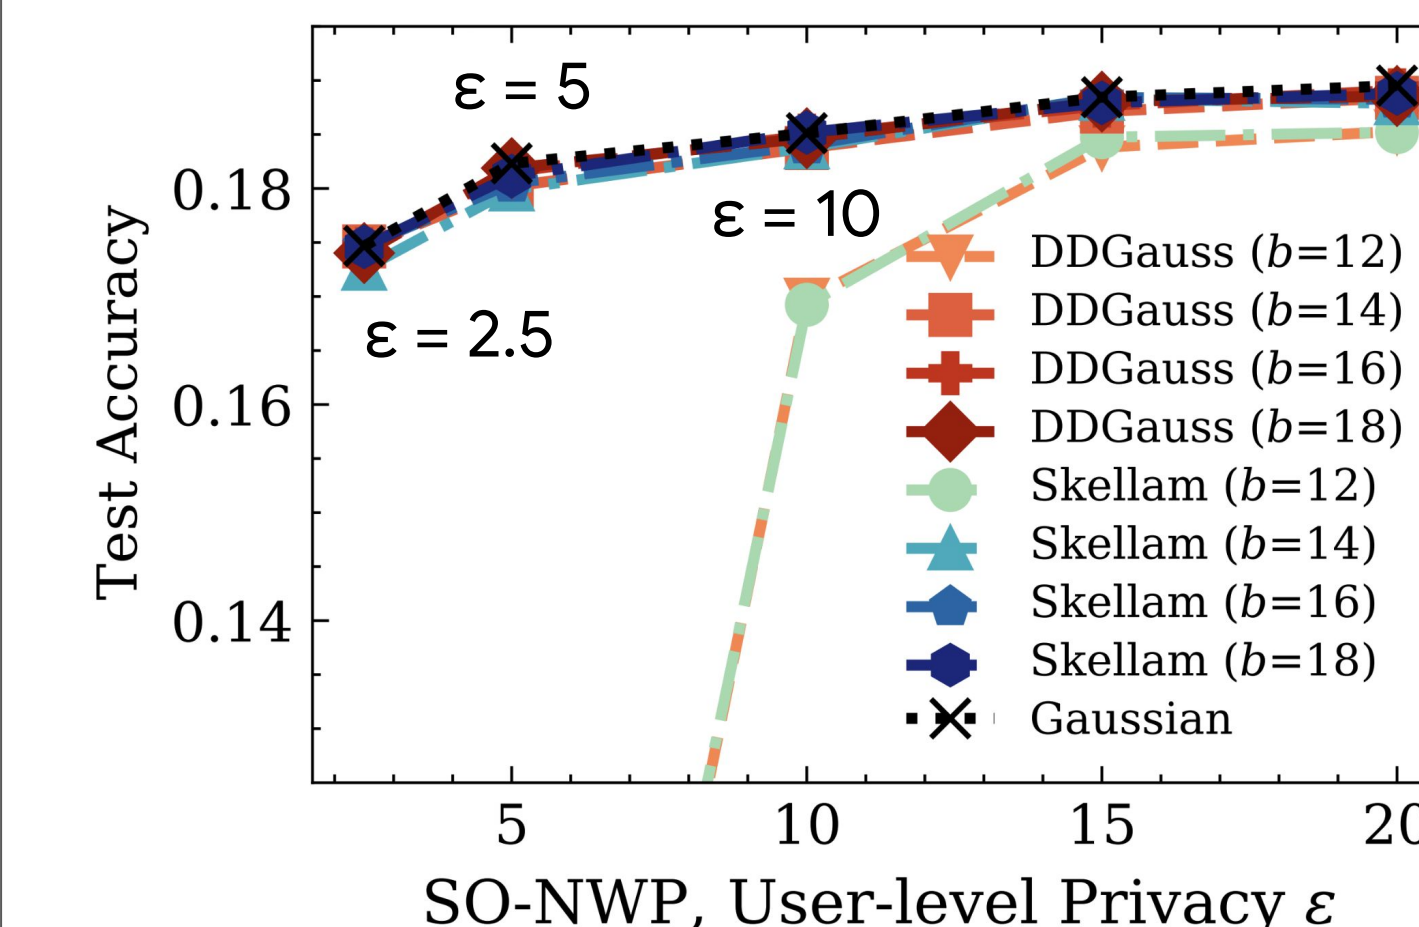 ε = 5
0.18
ε = 10
ε = 2.5
0.16
0.14
Test Accuracy
DDGauss (b=12)
DDGauss (b=14)
DDGauss (b=16)
DDGauss (b=18)
Skellam (b=12)
Skellam (b=14)
Skellam (b=16)
Skellam (b=18)
Gaussian
5 10 15 20
SO-NWP, User-level Privacy ε